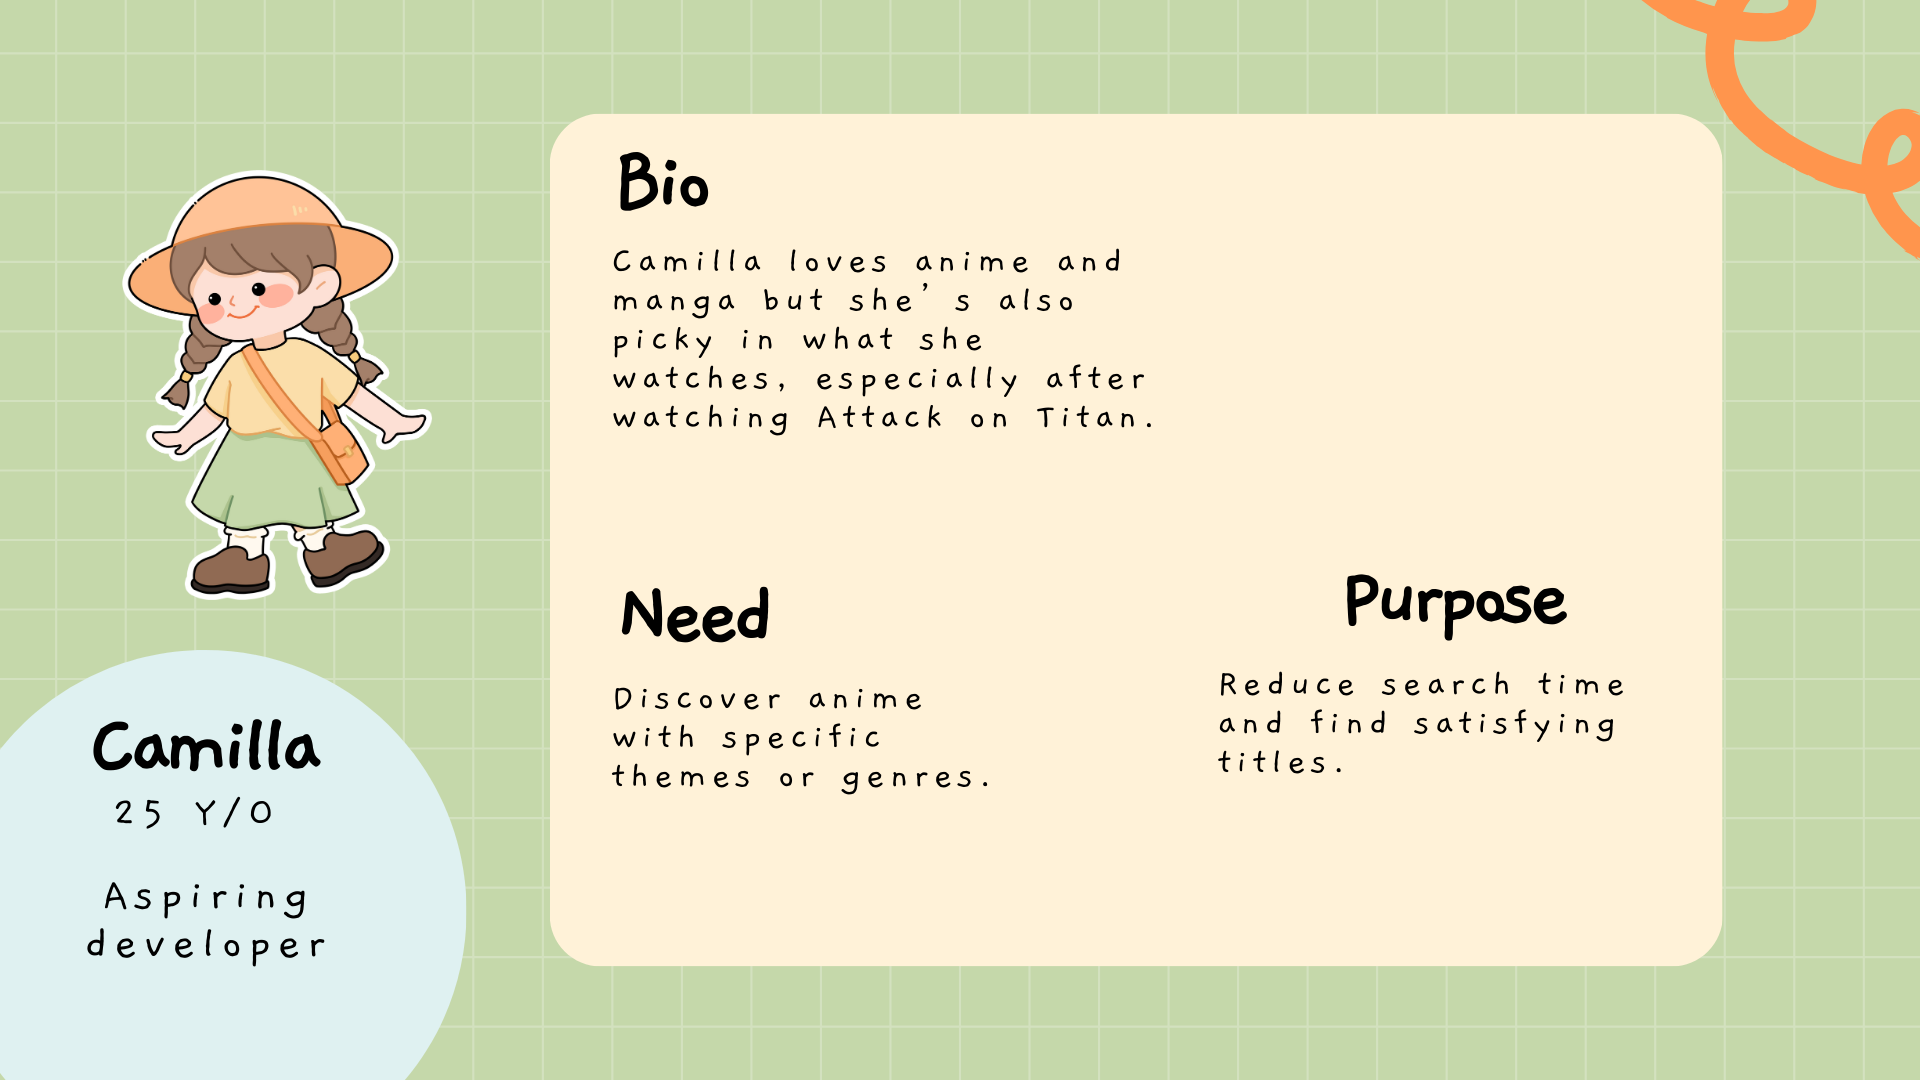 Bio
Camilla loves anime and
manga but she’s also
picky in what she
watches, especially after
watching Attack on Titan.
Need
Discover anime
with specific
themes or genres.
Purpose
Reduce search time
and find satisfying
titles.
Camilla
25 Y/O
Aspiring
developer